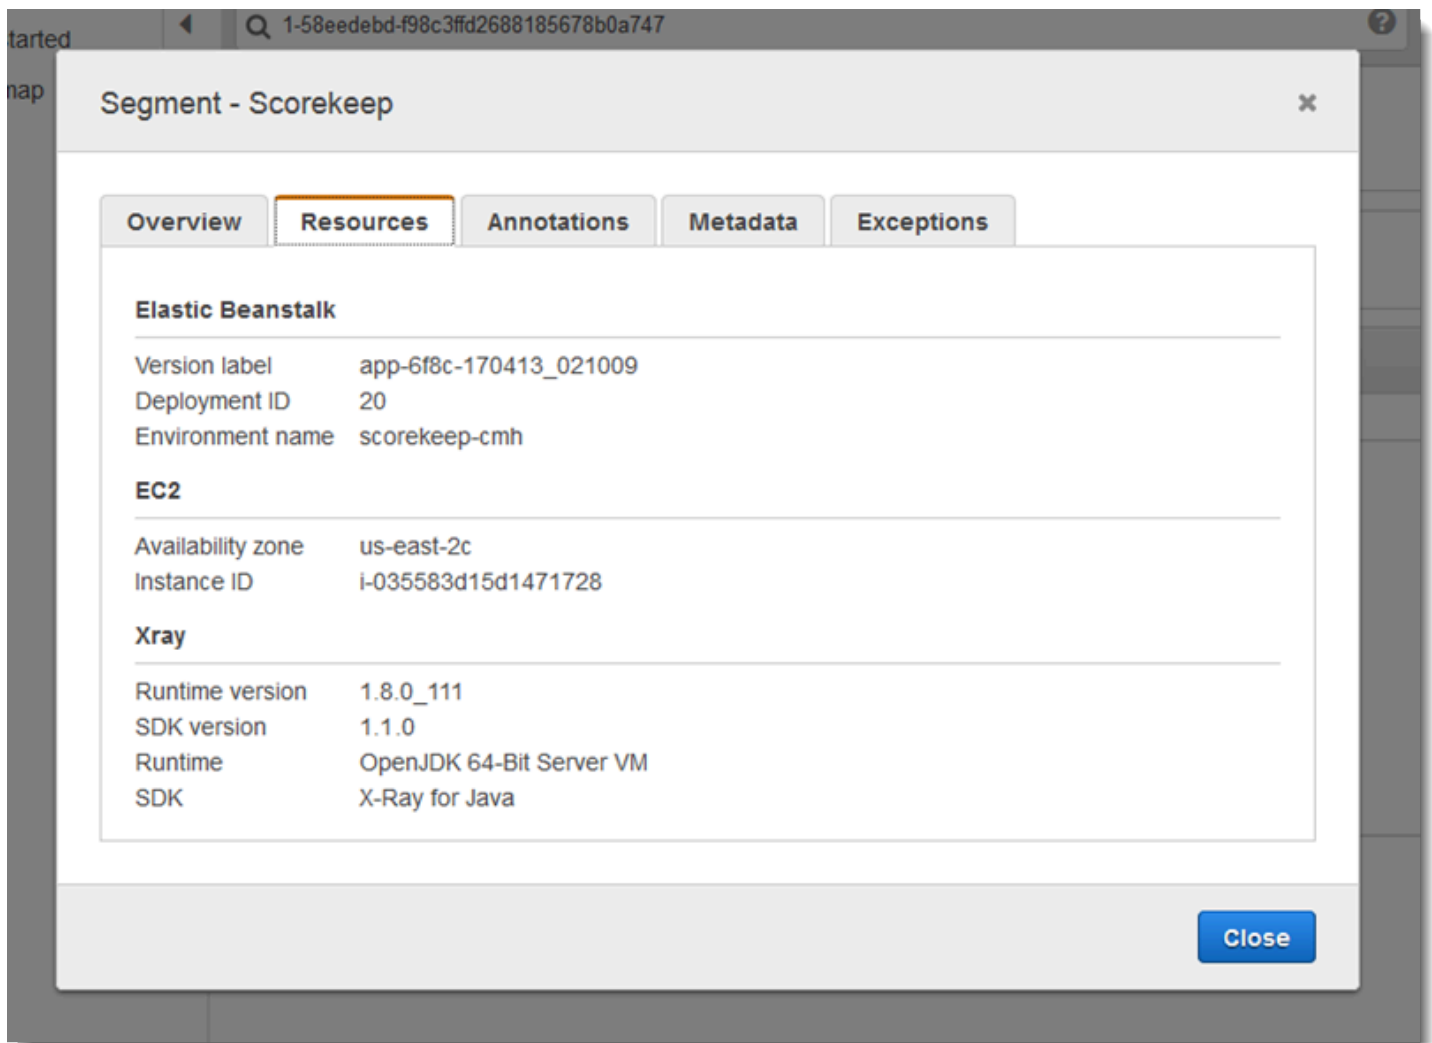 1-58eedebd-f98c3ffd2688185678b0a747
tarted
map
Segment - Scorekeep
Overview Resources Annotations Metadata Exceptions
Elastic Beanstalk
Version label app-6f8c-170413_021009
Deployment ID 20
Environment name scorekeep-cmh
EC2
Availability zone us-east-2c
Instance ID i-035583d15d1471728
Xray
Runtime version 1.8.0_111
SDK version 1.1.0
Runtime OpenJDK 64-Bit Server VM
SDK X-Ray for Java
Close